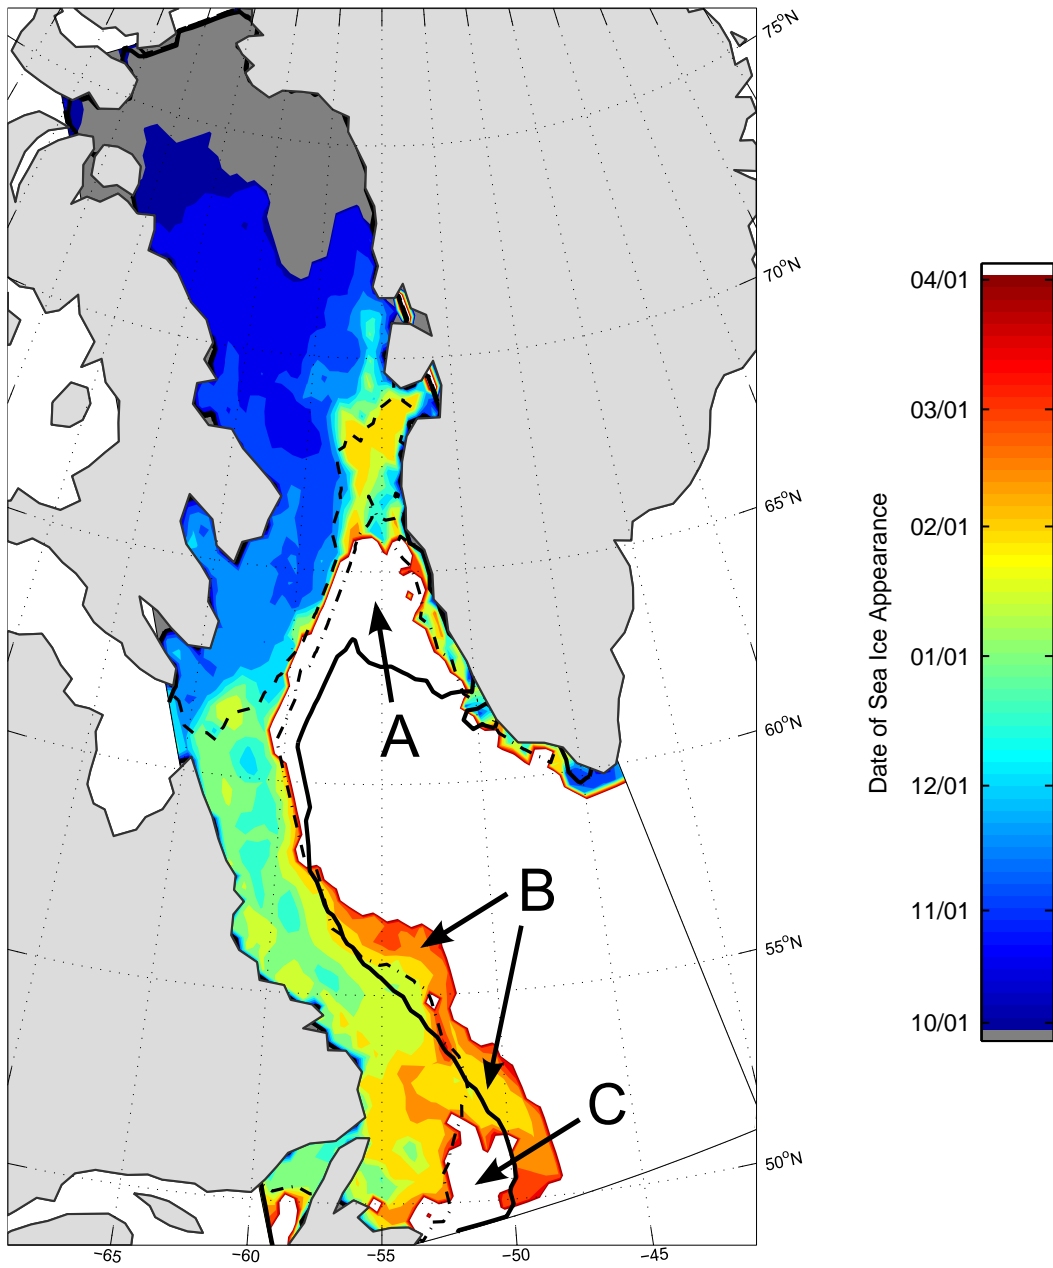 75°N
70°N
65°N
60°N
55°N
50°N
A
B
C
−65
−60
−55
−50
−45
Date of Sea Ice Appearance
04/01
03/01
02/01
01/01
12/01
11/01
10/01